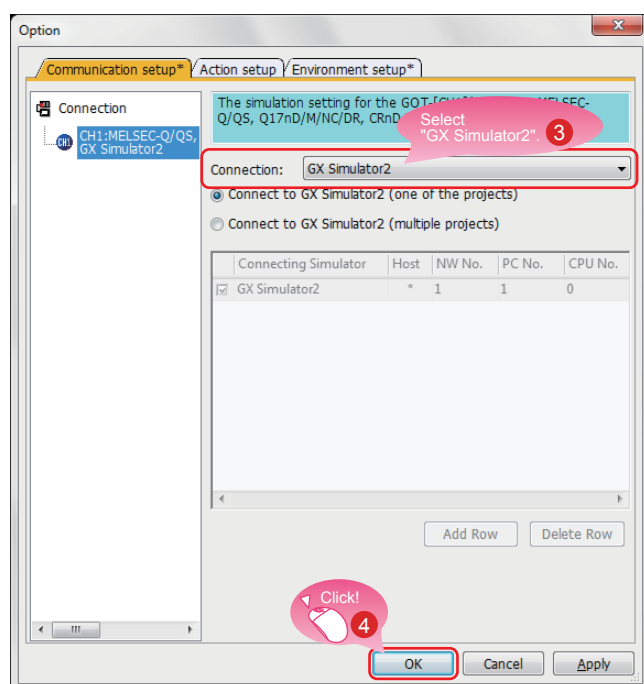 Option
Communication setup* Action setup Environment setup*
Connection
CH1:MELSEC-Q/QS,
GX Simulator2
The simulation setting for the GOT-
Q/QS, Q17nD/M/NC/DR, CRnD
Select
"GX Simulator2". 3
Connection: GX Simulator2
Connect to GX Simulator2 (one of the projects)
Connect to GX Simulator2 (multiple projects)
Connecting Simulator Host NW No. PC No. CPU No.
GX Simulator2 * 1 1 0
Add Row Delete Row
Click!
4
OK Cancel Apply